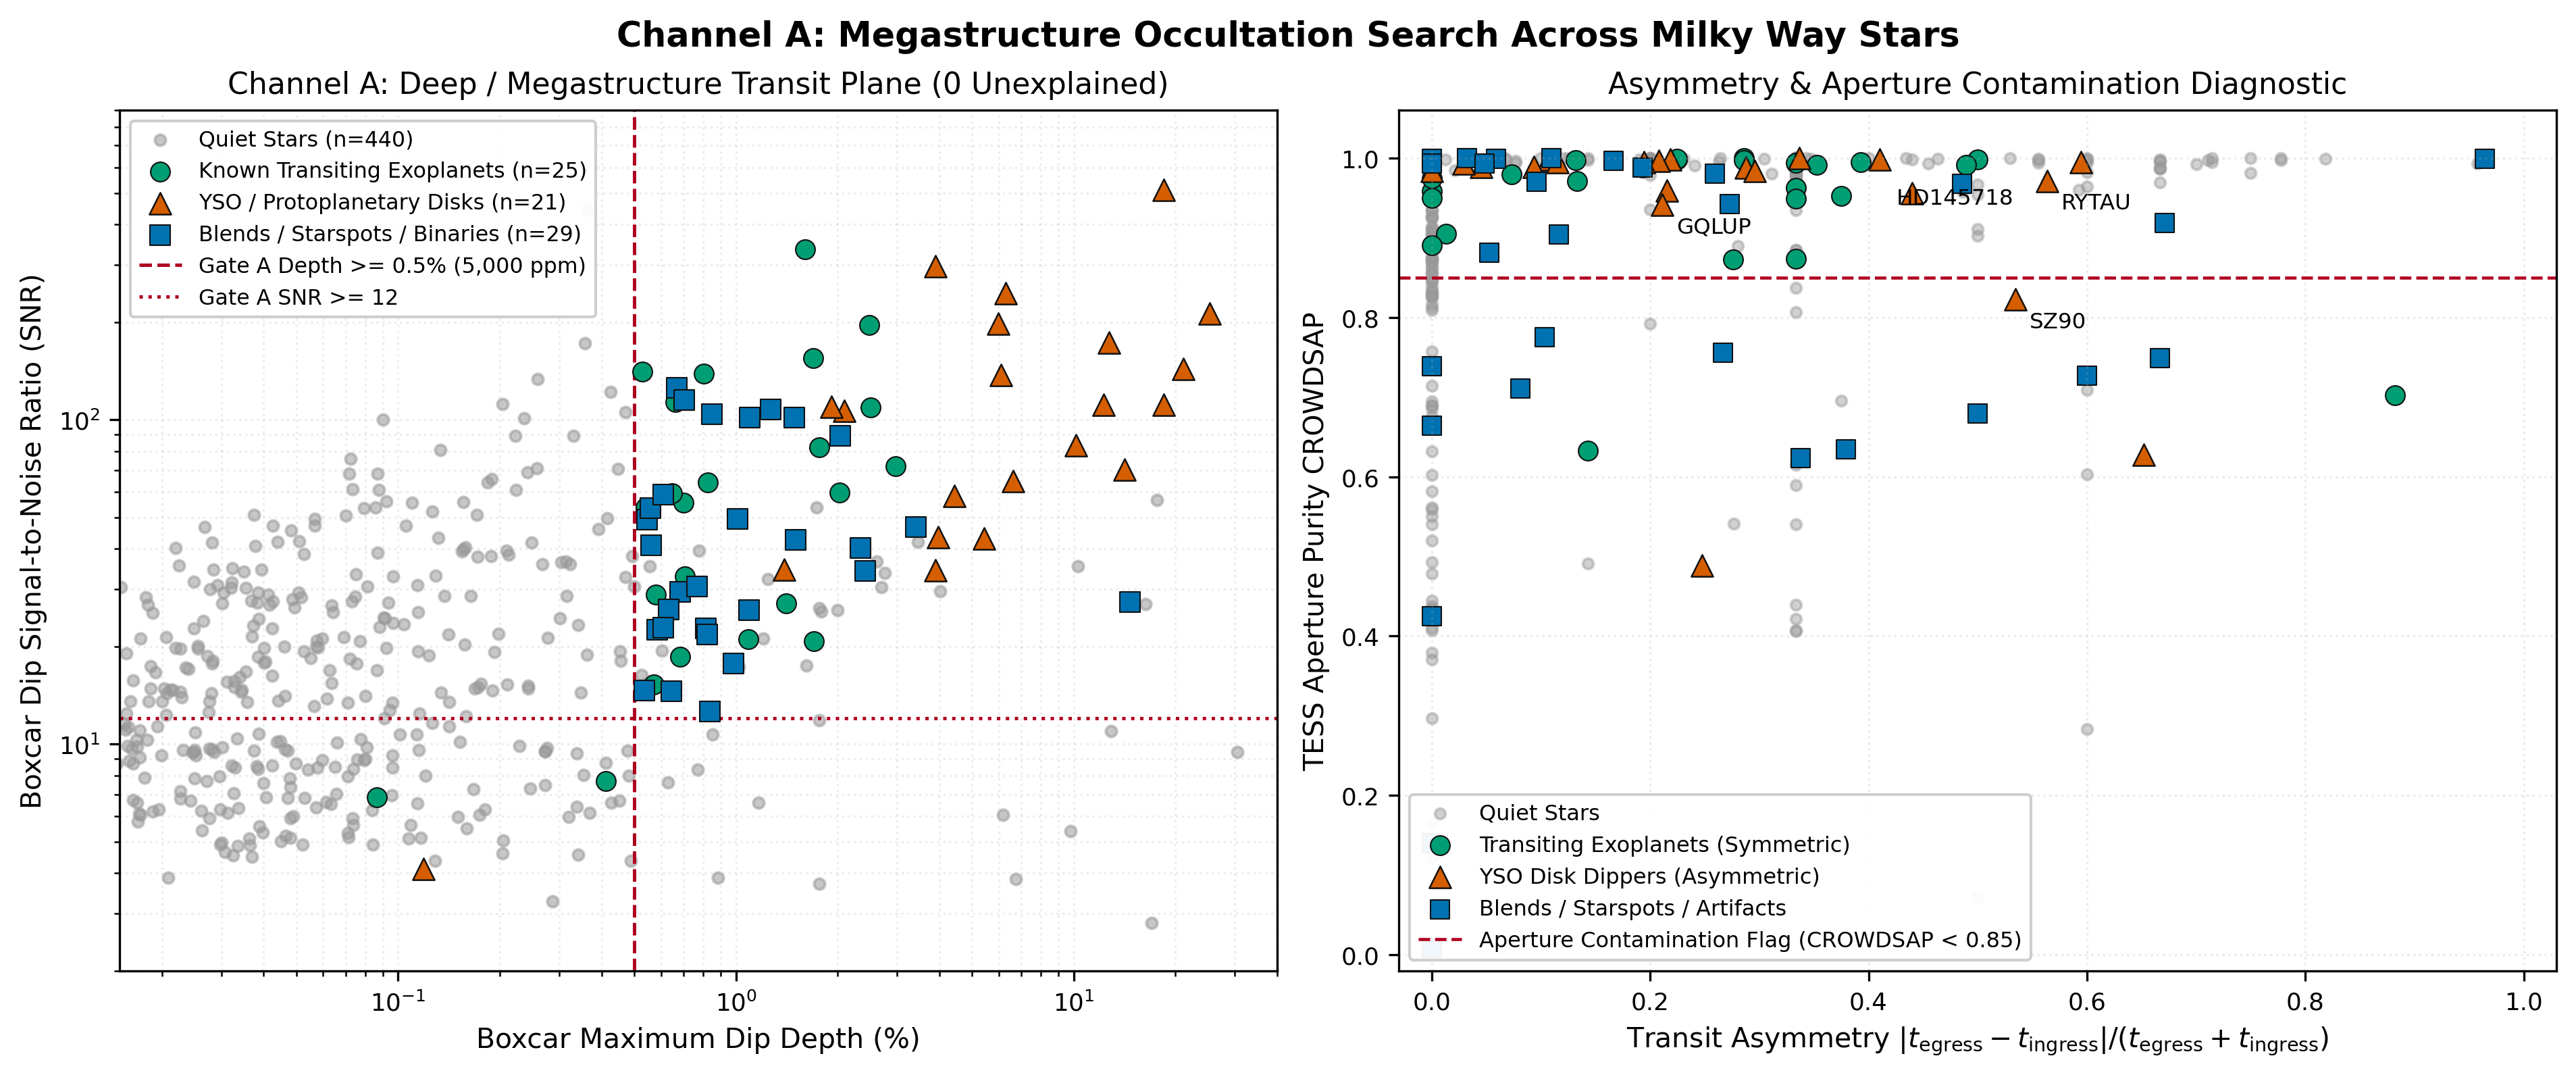 Channel A: Megastructure Occultation Search Across Milky Way Stars
Channel A: Deep / Megastructure Transit Plane (0 Unexplained)
Quiet Stars (n=440)
Known Transiting Exoplanets (n=25)
YSO / Protoplanetary Disks (n=21)
Blends / Starspots / Binaries (n=29)
Gate A Depth >= 0.5% (5,000 ppm)
Gate A SNR >= 12
Boxcar Dip Signal-to-Noise Ratio (SNR)
10²
10¹
10⁻¹
10⁰
10¹
Boxcar Maximum Dip Depth (%)
Asymmetry & Aperture Contamination Diagnostic
TESS Aperture Purity CROWDSAP
1.0
0.8
0.6
0.4
0.2
0.0
HD145718
RYTAU
GQLUP
SZ90
Quiet Stars
Transiting Exoplanets (Symmetric)
YSO Disk Dippers (Asymmetric)
Blends / Starspots / Artifacts
Aperture Contamination Flag (CROWDSAP < 0.85)
0.0
0.2
0.4
0.6
0.8
1.0
Transit Asymmetry |t_egress − t_ingress|/(t_egress + t_ingress)